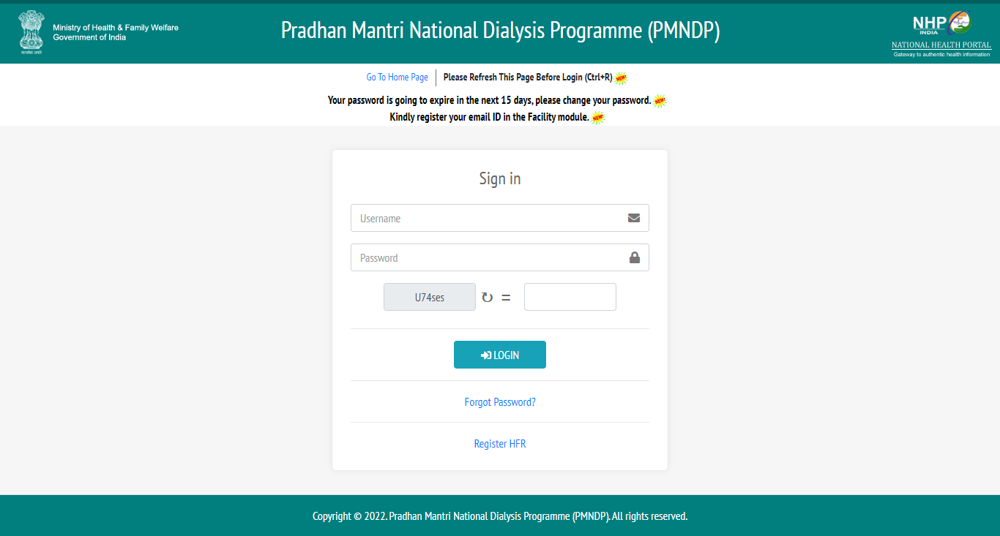 Ministry of Health & Family Welfare
Government of India
सत्यमेव जयते
Pradhan Mantri National Dialysis Programme (PMNDP)
NHP
INDIA
NATIONAL HEALTH PORTAL
Gateway to authentic health information
Go To Home Page Please Refresh This Page Before Login (Ctrl+R) NEW!
Your password is going to expire in the next 15 days, please change your password. NEW!
Kindly register your email ID in the Facility module. NEW!
Sign in
Username
Password
U74ses ↻ =
LOGIN
Forgot Password?
Register HFR
Copyright © 2022. Pradhan Mantri National Dialysis Programme (PMNDP). All rights reserved.